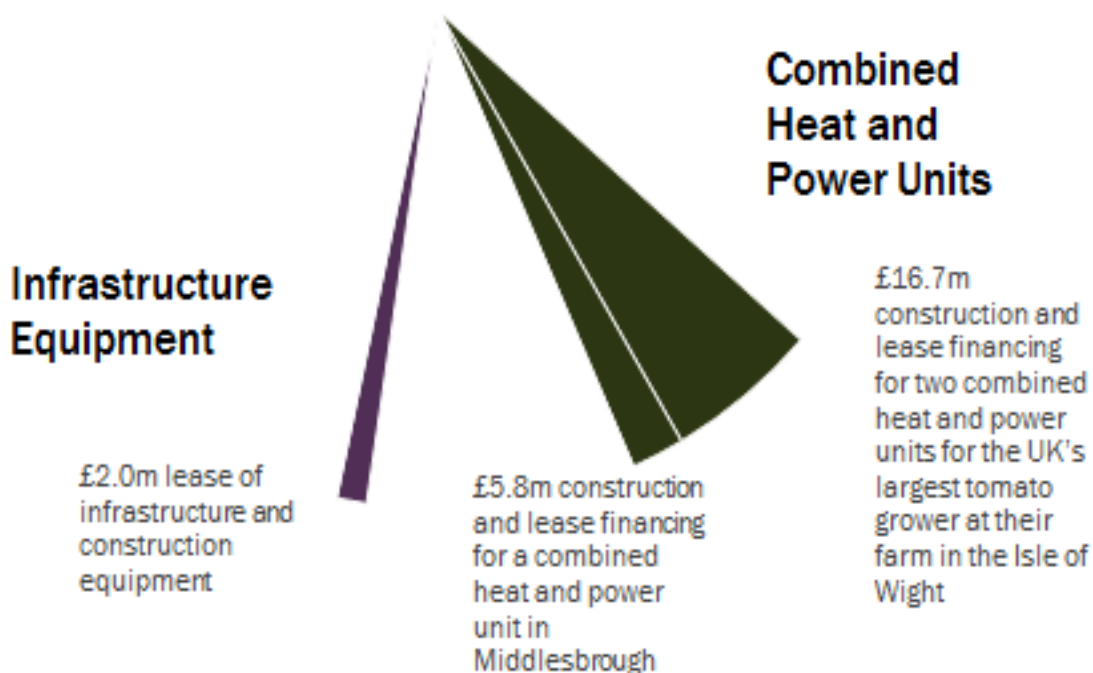 Combined
Heat and
Power Units
Infrastructure
Equipment
£16.7m
construction and
lease financing
for two combined
heat and power
units for the UK's
largest tomato
grower at their
farm in the Isle of
Wight
£2.0m lease of
infrastructure and
construction
equipment
£5.8m construction
and lease financing
for a combined
heat and power
unit in
Middlesbrough